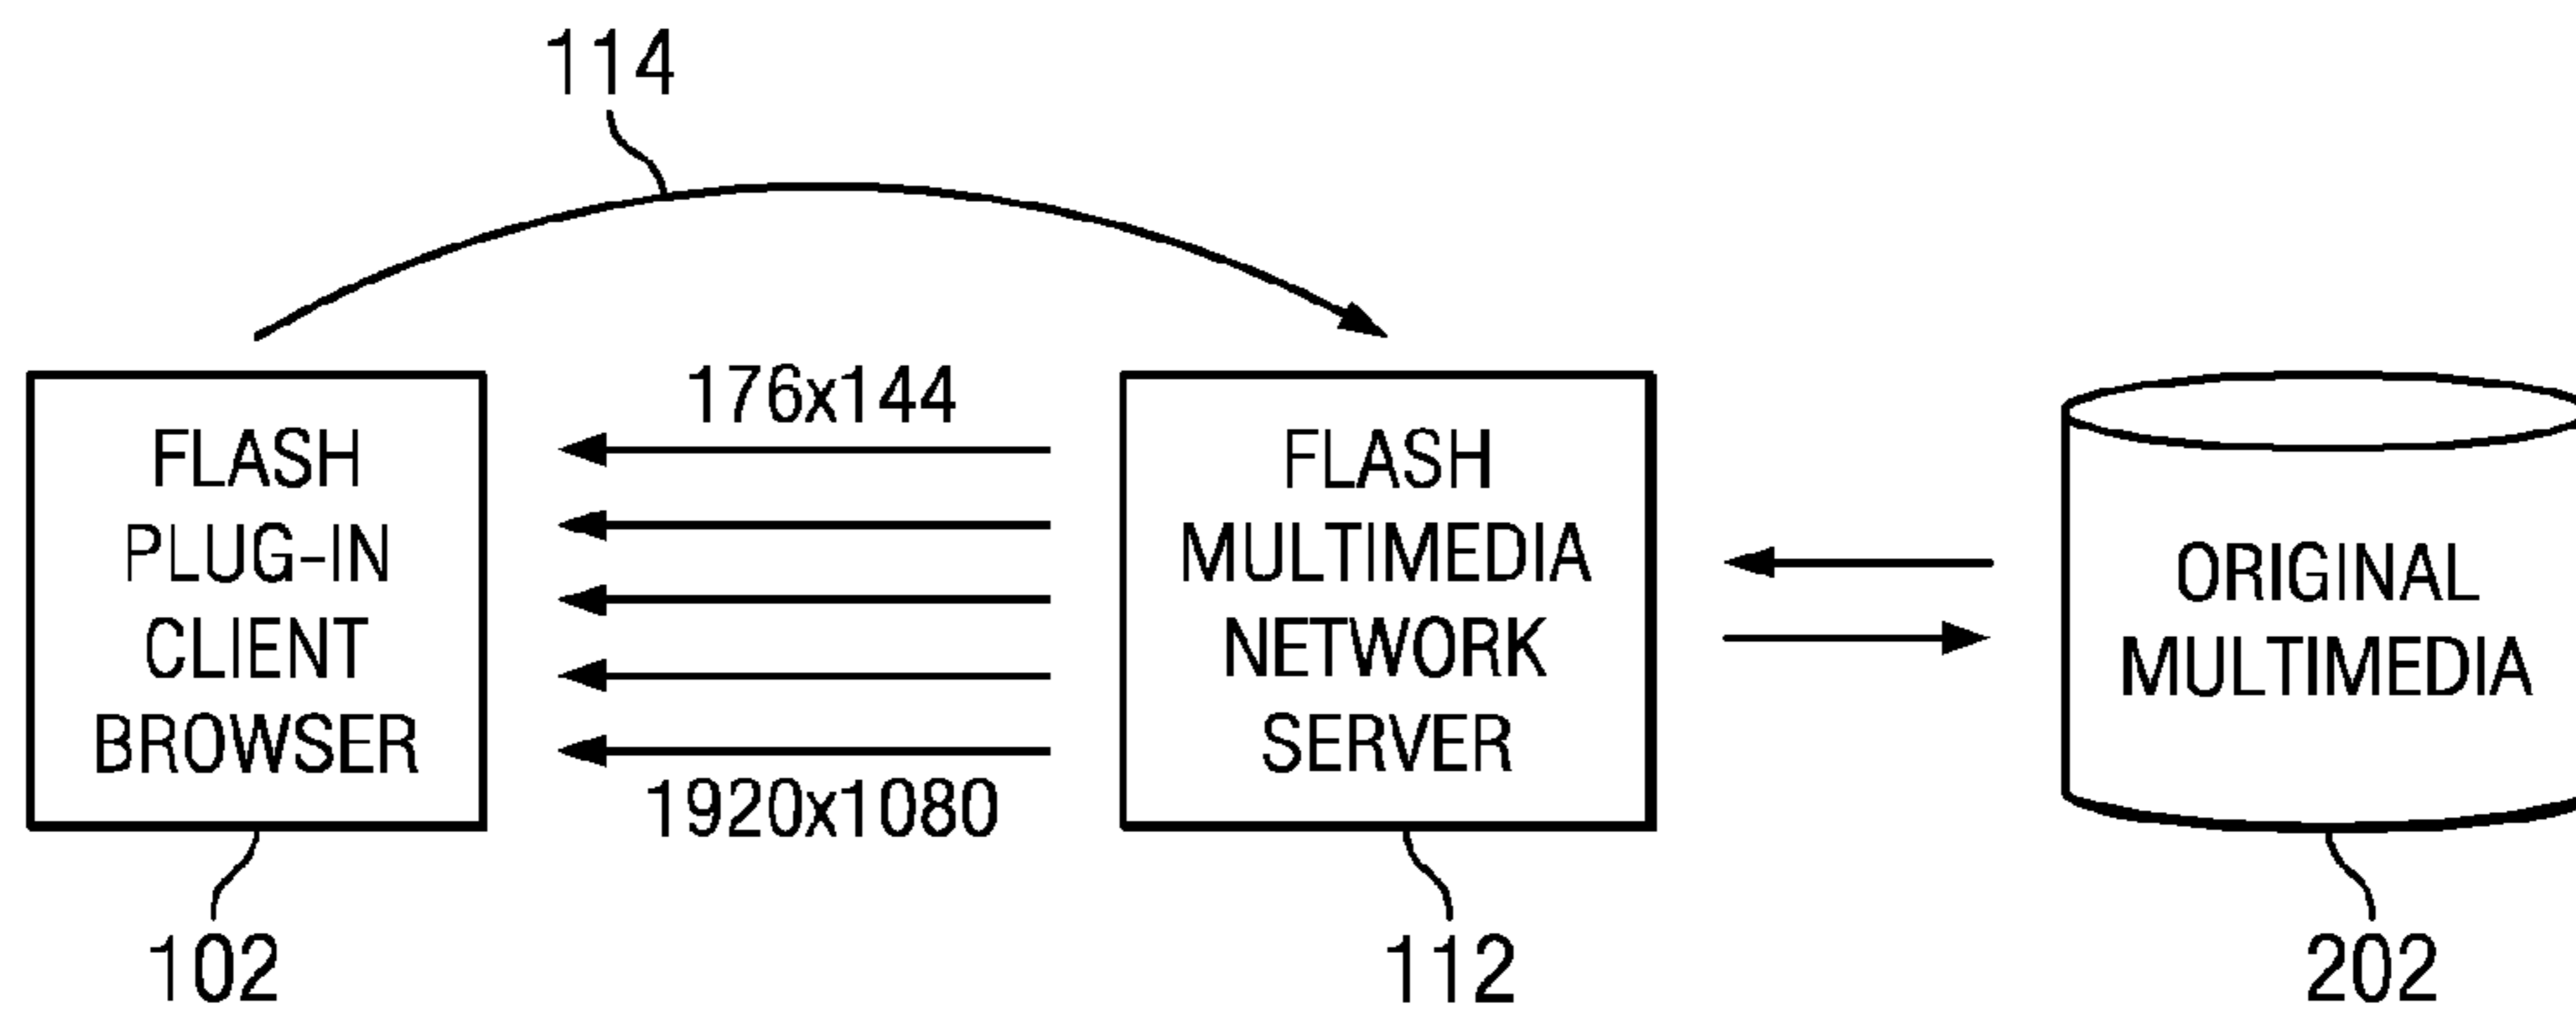 114
176x144
FLASH
PLUG-IN
CLIENT
BROWSER
1920x1080
FLASH
MULTIMEDIA
NETWORK
SERVER
ORIGINAL
MULTIMEDIA
102
112
202